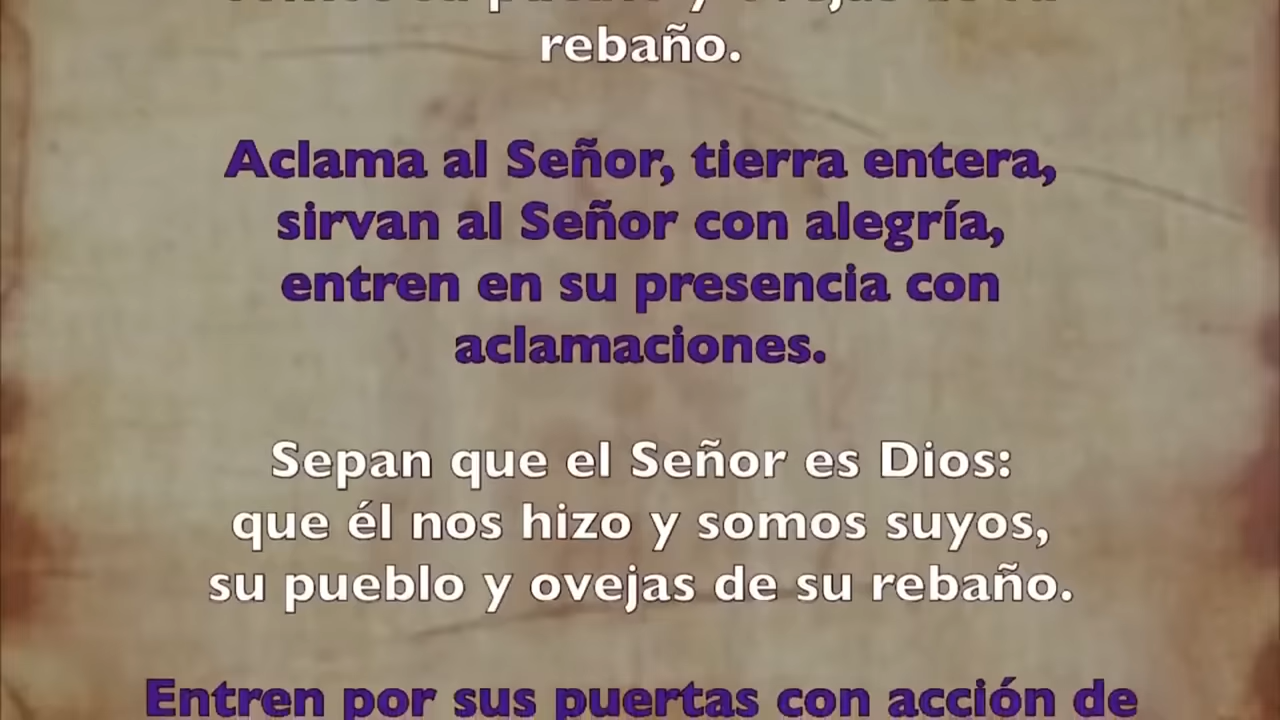 rebaño.
Aclama al Señor, tierra entera,
sirvan al Señor con alegría,
entren en su presencia con
aclamaciones.
Sepan que el Señor es Dios:
que él nos hizo y somos suyos,
su pueblo y ovejas de su rebaño.
Entren por sus puertas con acción de